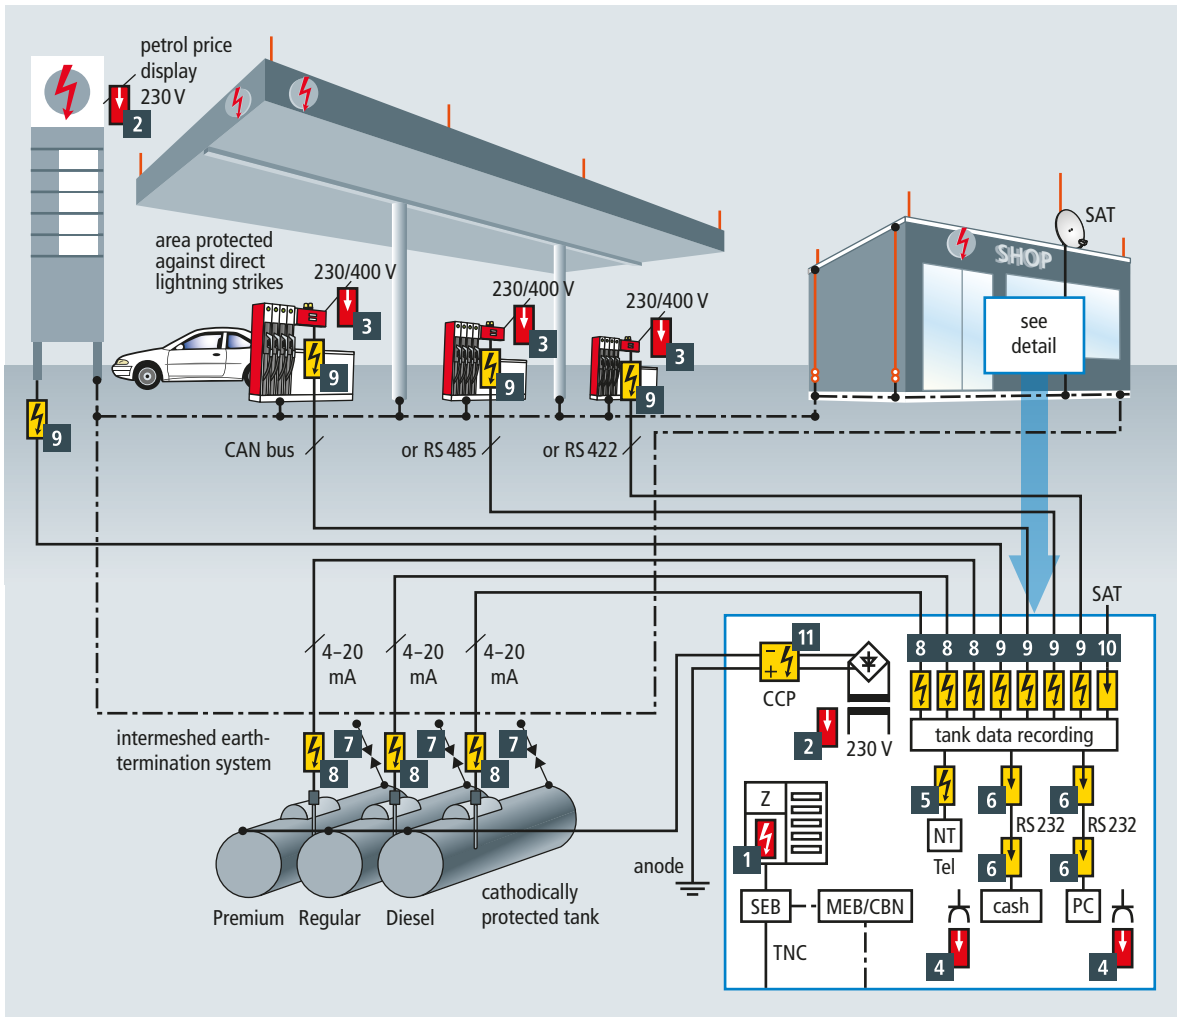 petrol price
display
230 V
2
area protected
against direct
lightning strikes
230/400 V
3
9
230/400 V
3
9
230/400 V
3
9
SAT
SHOP
see
detail
9
CAN bus
or RS 485
or RS 422
SAT
4–20
mA
4–20
mA
4–20
mA
11
8
8
8
9
9
9
9
10
–
+
CCP
2
230 V
tank data recording
intermeshed earth-
termination system
7
8
7
8
7
8
5
6
6
NT
Tel
RS 232
RS 232
6
6
Z
1
anode
cathodically
protected tank
Premium
Regular
Diesel
SEB
MEB/CBN
cash
PC
TNC
4
4